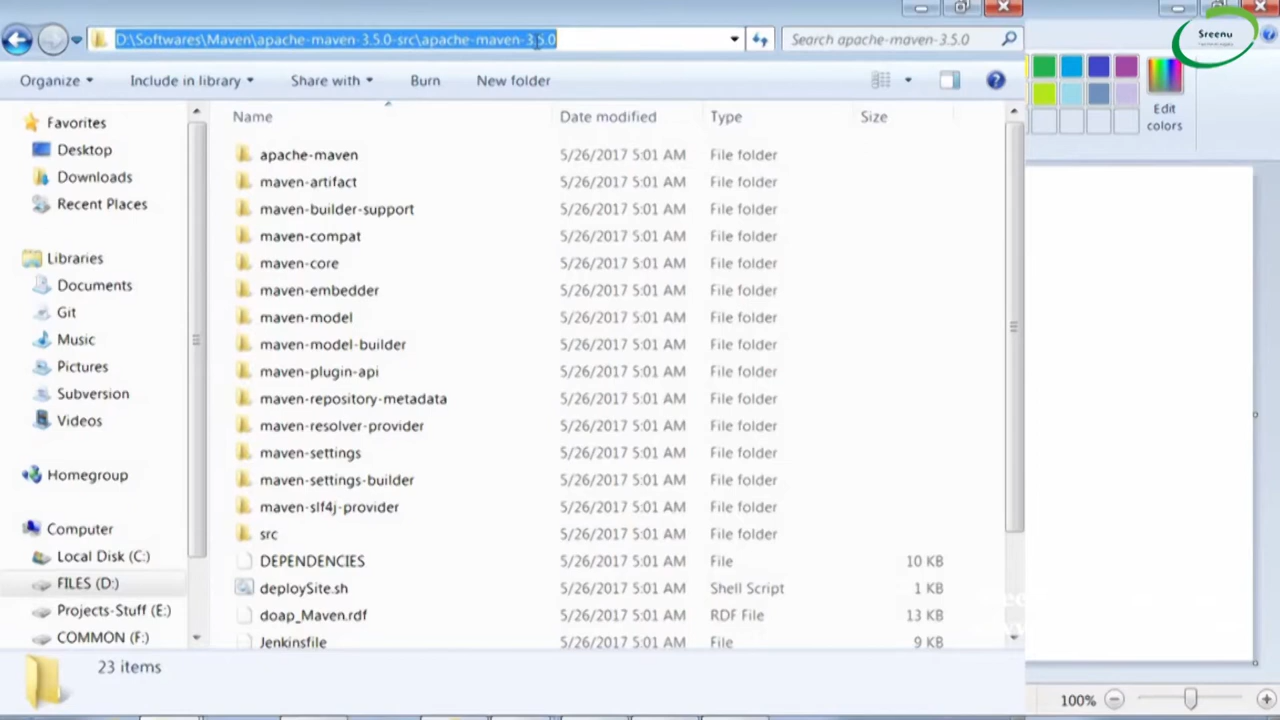 D:\Softwares\Maven\apache-maven-3.5.0-src\apache-maven-3.5.0
Search apache-maven-3.5.0
Sreenu
Organize
Include in library
Share with
Burn
New folder
Edit
colors
Name
Date modified
Type
Size
Favorites
Desktop
Downloads
Recent Places
Libraries
Documents
Git
Music
Pictures
Subversion
Videos
Homegroup
Computer
Local Disk (C:)
FILES (D:)
Projects-Stuff (E:)
COMMON (F:)
apache-maven 5/26/2017 5:01 AM File folder
maven-artifact 5/26/2017 5:01 AM File folder
maven-builder-support 5/26/2017 5:01 AM File folder
maven-compat 5/26/2017 5:01 AM File folder
maven-core 5/26/2017 5:01 AM File folder
maven-embedder 5/26/2017 5:01 AM File folder
maven-model 5/26/2017 5:01 AM File folder
maven-model-builder 5/26/2017 5:01 AM File folder
maven-plugin-api 5/26/2017 5:01 AM File folder
maven-repository-metadata 5/26/2017 5:01 AM File folder
maven-resolver-provider 5/26/2017 5:01 AM File folder
maven-settings 5/26/2017 5:01 AM File folder
maven-settings-builder 5/26/2017 5:01 AM File folder
maven-slf4j-provider 5/26/2017 5:01 AM File folder
src 5/26/2017 5:01 AM File folder
DEPENDENCIES 5/26/2017 5:01 AM File 10 KB
deploySite.sh 5/26/2017 5:01 AM Shell Script 1 KB
doap_Maven.rdf 5/26/2017 5:01 AM RDF File 13 KB
Jenkinsfile 5/26/2017 5:01 AM File 9 KB
23 items
100%